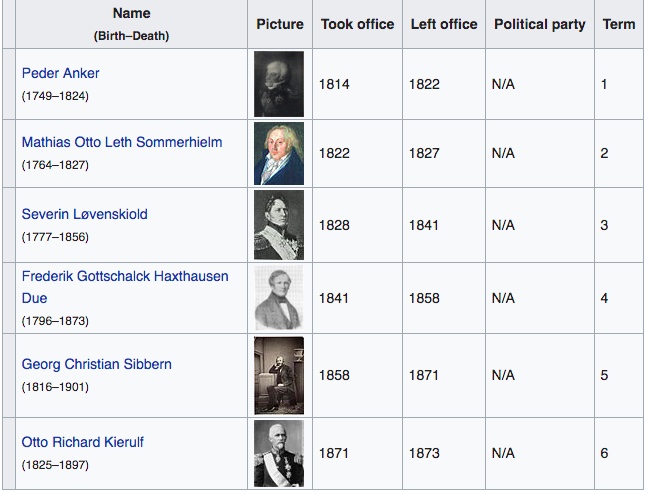 Name
(Birth–Death) Picture Took office Left office Political party Term
Peder Anker
(1749–1824) 1814 1822 N/A 1
Mathias Otto Leth Sommerhielm
(1764–1827) 1822 1827 N/A 2
Severin Løvenskiold
(1777–1856) 1828 1841 N/A 3
Frederik Gottschalck Haxthausen
Due
(1796–1873) 1841 1858 N/A 4
Georg Christian Sibbern
(1816–1901) 1858 1871 N/A 5
Otto Richard Kierulf
(1825–1897) 1871 1873 N/A 6